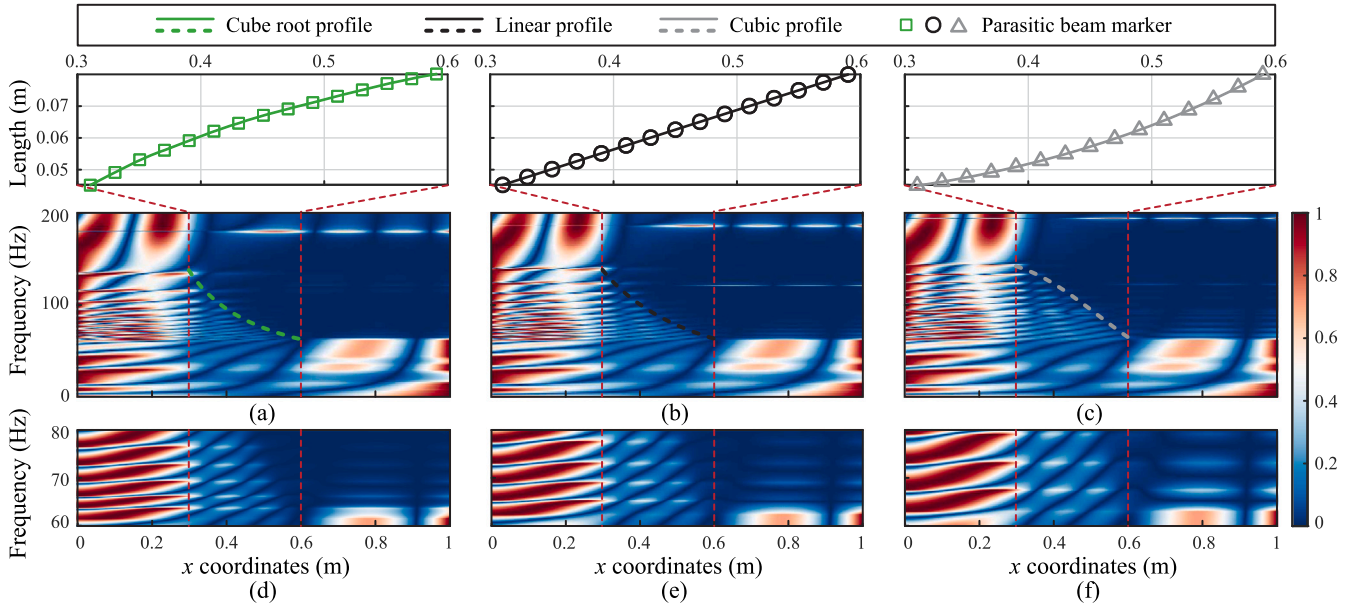 Cube root profile Linear profile Cubic profile Parasitic beam marker
0.3 0.4 0.5 0.6 0.3 0.4 0.5 0.6 0.3 0.4 0.5 0.6
Length (m)
0.07
0.06
0.05
Frequency (Hz)
200
100
0
(a) (b) (c)
1
0.8
0.6
0.4
0.2
0
Frequency (Hz)
80
70
60
0 0.2 0.4 0.6 0.8 1 0 0.2 0.4 0.6 0.8 1 0 0.2 0.4 0.6 0.8 1
x coordinates (m) x coordinates (m) x coordinates (m)
(d) (e) (f)